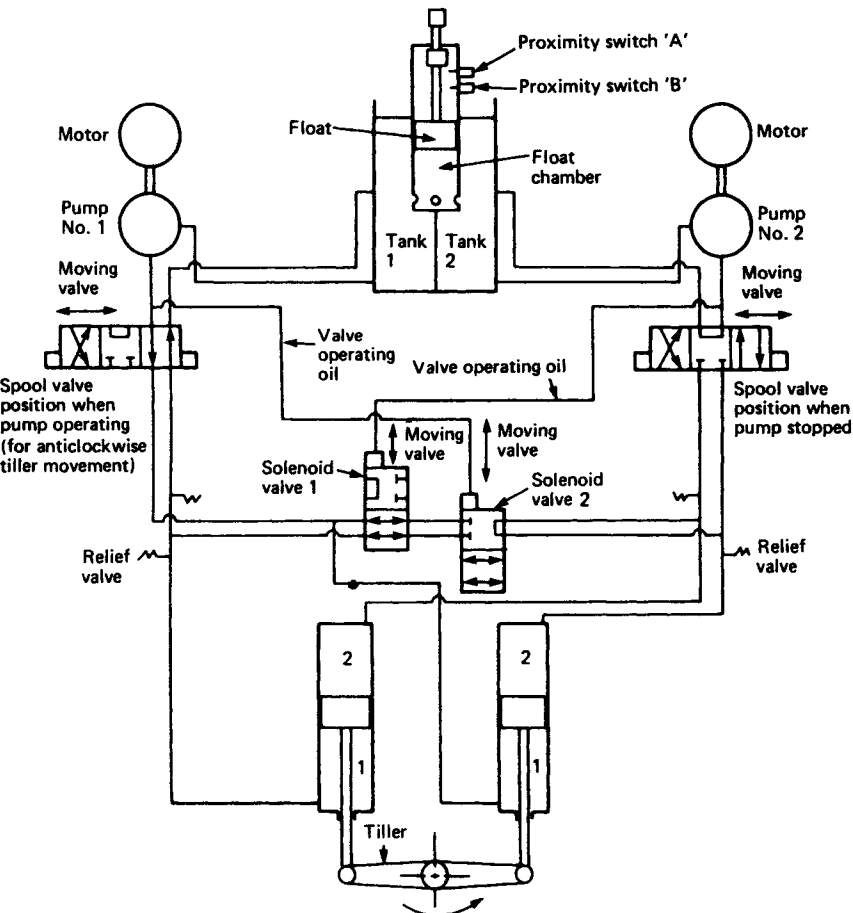 Proximity switch 'A'
Proximity switch 'B'
Motor
Float
Motor
Float
chamber
Pump
No. 1
Pump
No. 2
Tank
1
Tank
2
Moving
valve
Moving
valve
Valve
operating
oil
Valve operating oil
Spool valve
position when
pump operating
(for anticlockwise
tiller movement)
Spool valve
position when
pump stopped
Moving
valve
Moving
valve
Solenoid
valve 1
Solenoid
valve 2
Relief
valve
Relief
valve
2
2
1
1
Tiller